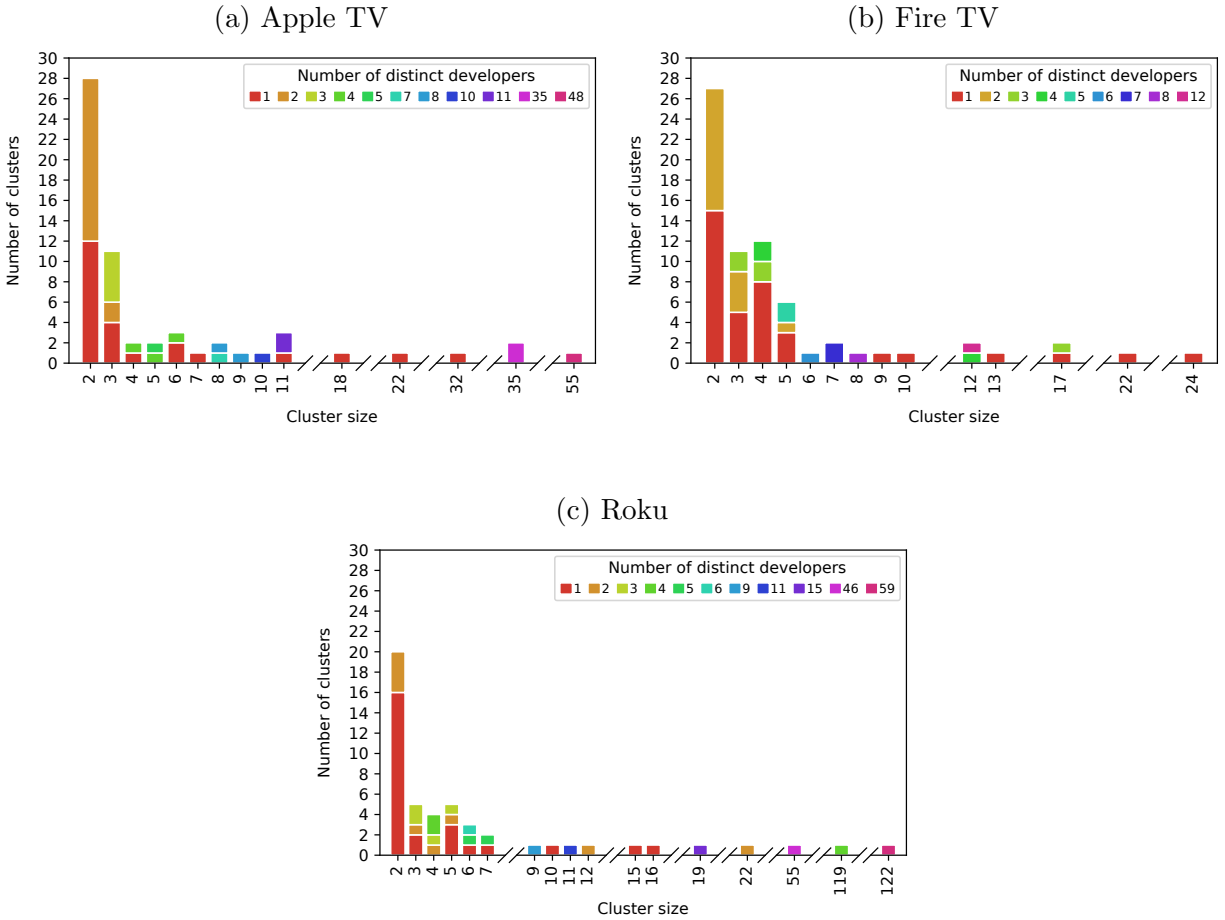 (a) Apple TV
Number of distinct developers
1 2 3 4 5 7 8 10 11 35 48
30
28
26
24
22
20
18
16
14
12
10
8
6
4
2
0
Number of clusters
2 3 4 5 6 7 8 9 10 11 18 22 32 35 55
Cluster size
(b) Fire TV
Number of distinct developers
1 2 3 4 5 6 7 8 12
30
28
26
24
22
20
18
16
14
12
10
8
6
4
2
0
Number of clusters
2 3 4 5 6 7 8 9 10 12 13 17 22 24
Cluster size
(c) Roku
Number of distinct developers
1 2 3 4 5 6 9 11 15 46 59
30
28
26
24
22
20
18
16
14
12
10
8
6
4
2
0
Number of clusters
2 3 4 5 6 7 9 10 11 12 15 16 19 22 55 119 122
Cluster size